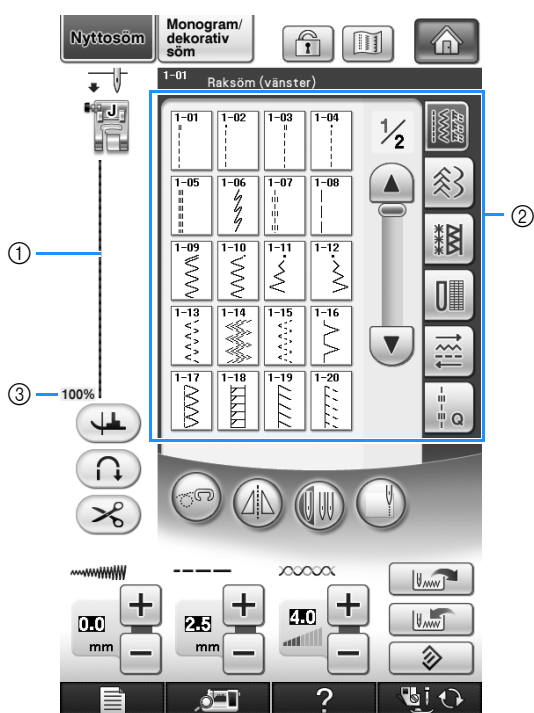 Nyttosöm
Monogram/
dekorativ
söm
1-01
Raksöm (vänster)
J
1-01 1-02 1-03 1-04
1/2
1-05 1-06 1-07 1-08
②
①
1-09 1-10 1-11 1-12
1-13 1-14 1-15 1-16
③ 100%
1-17 1-18 1-19 1-20
Q
0.0
mm
2.5
mm
4.0
?